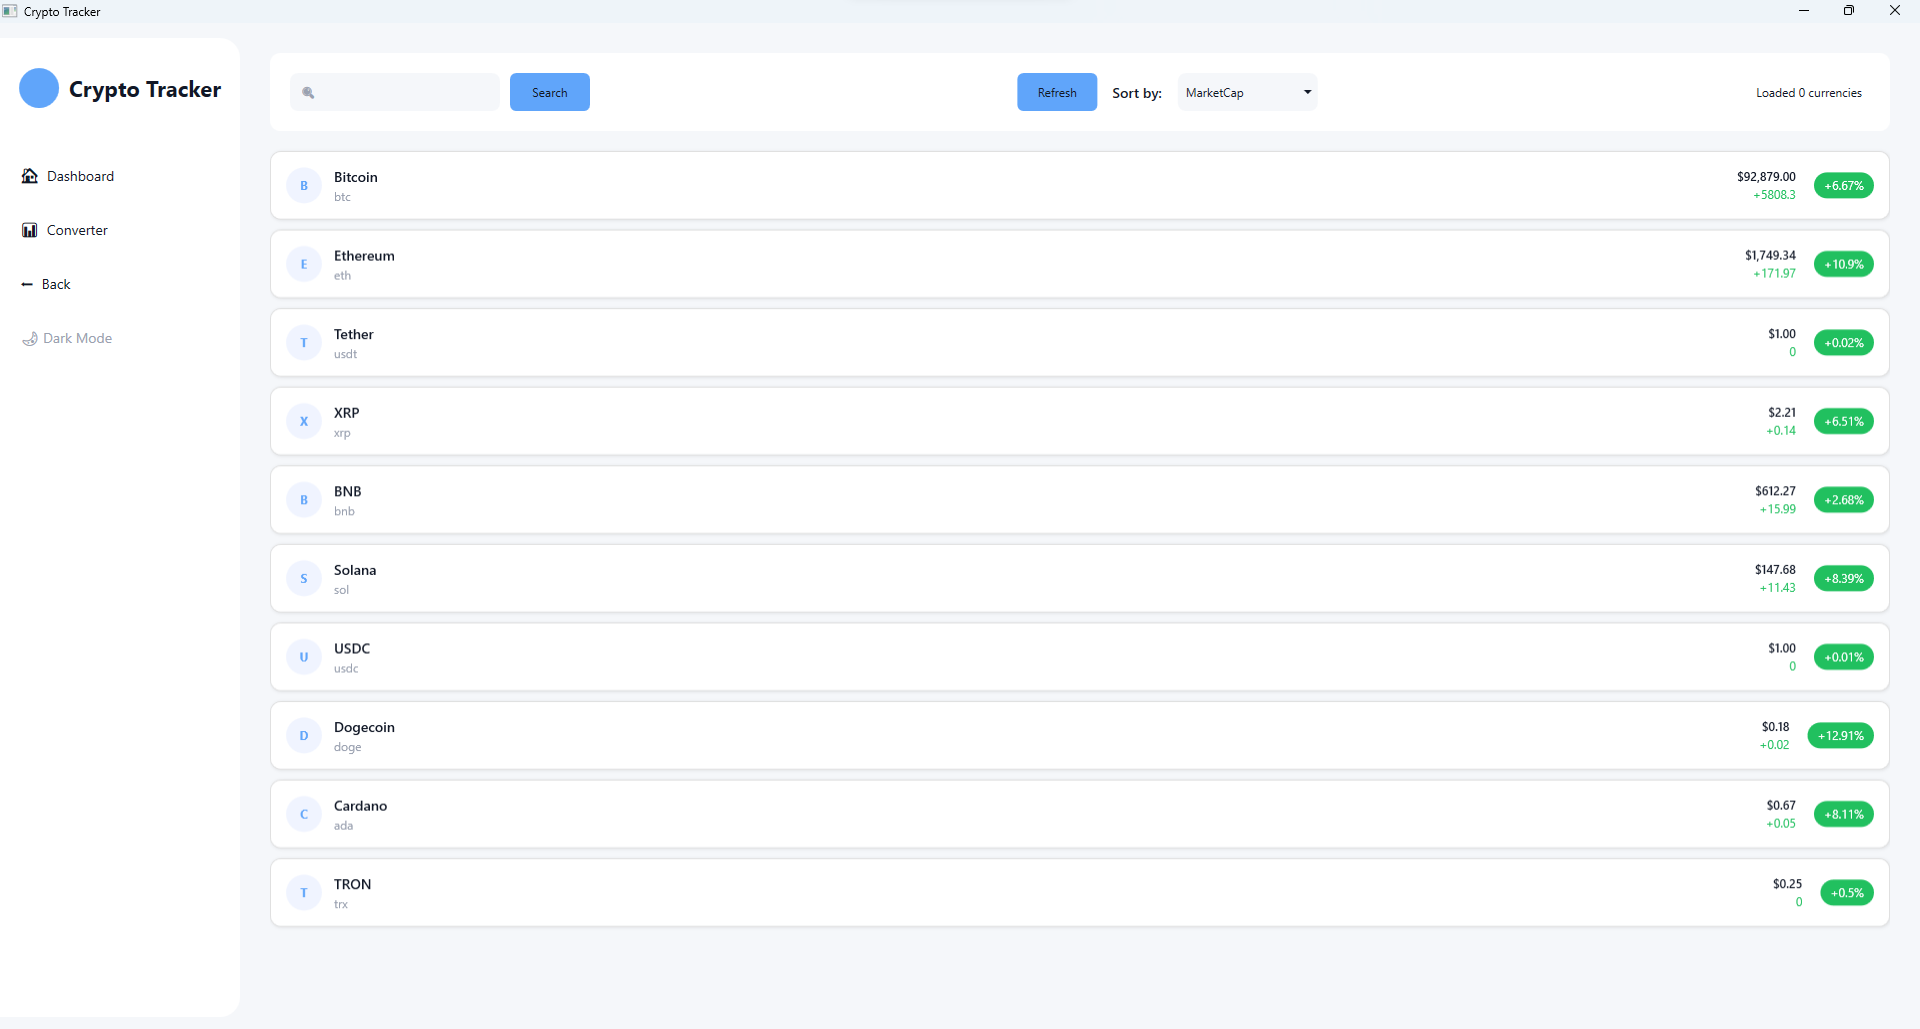 Crypto Tracker
Crypto Tracker
Dashboard
Converter
Back
Dark Mode
Search
Refresh
Sort by:
MarketCap
Loaded 0 currencies
B
Bitcoin
btc
$92,879.00
+5808.3
+6.67%
E
Ethereum
eth
$1,749.34
+171.97
+10.9%
T
Tether
usdt
$1.00
0
+0.02%
X
XRP
xrp
$2.21
+0.14
+6.51%
B
BNB
bnb
$612.27
+15.99
+2.68%
S
Solana
sol
$147.68
+11.43
+8.39%
U
USDC
usdc
$1.00
0
+0.01%
D
Dogecoin
doge
$0.18
+0.02
+12.91%
C
Cardano
ada
$0.67
+0.05
+8.11%
T
TRON
trx
$0.25
0
+0.5%